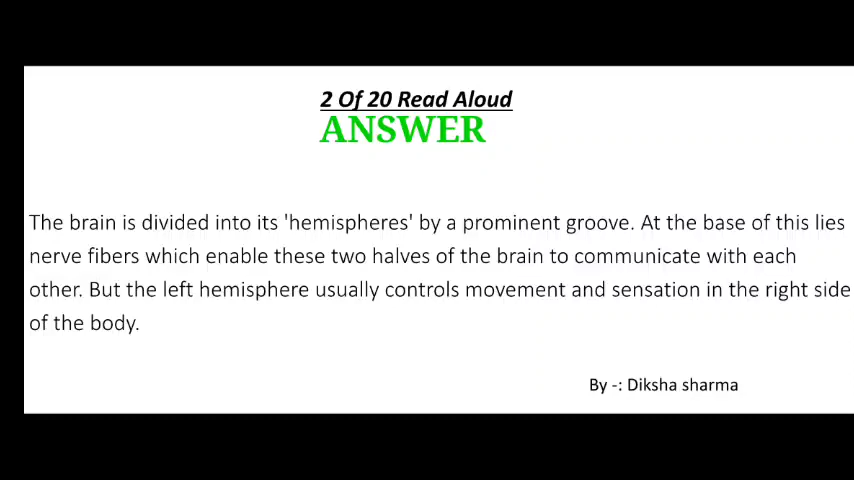 2 Of 20 Read Aloud
ANSWER
The brain is divided into its 'hemispheres' by a prominent groove. At the base of this lies
nerve fibers which enable these two halves of the brain to communicate with each
other. But the left hemisphere usually controls movement and sensation in the right side
of the body.
By -: Diksha sharma